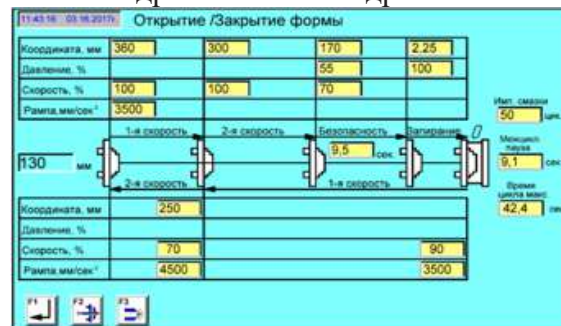 11:43:16 03.16.2017г. Открытие /Закрытие формы
Координата, мм 360 300 170 2,25
Давление, % 55 100
Скорость, % 100 100 70
Рампа,мм/сек² 3500
Имп. смазки
50 цик.
1-я скорость 2-я скорость Безопасность Запирание 0
130 мм 9,5 сек.
Межцикл. пауза
9,1 сек
2-я скорость 1-я скорость
Время цикла макс.
42,4
Координата, мм 250
Давление, %
Скорость, % 70 90
Рампа,мм/сек² 4500 3500
F1 F2 F3